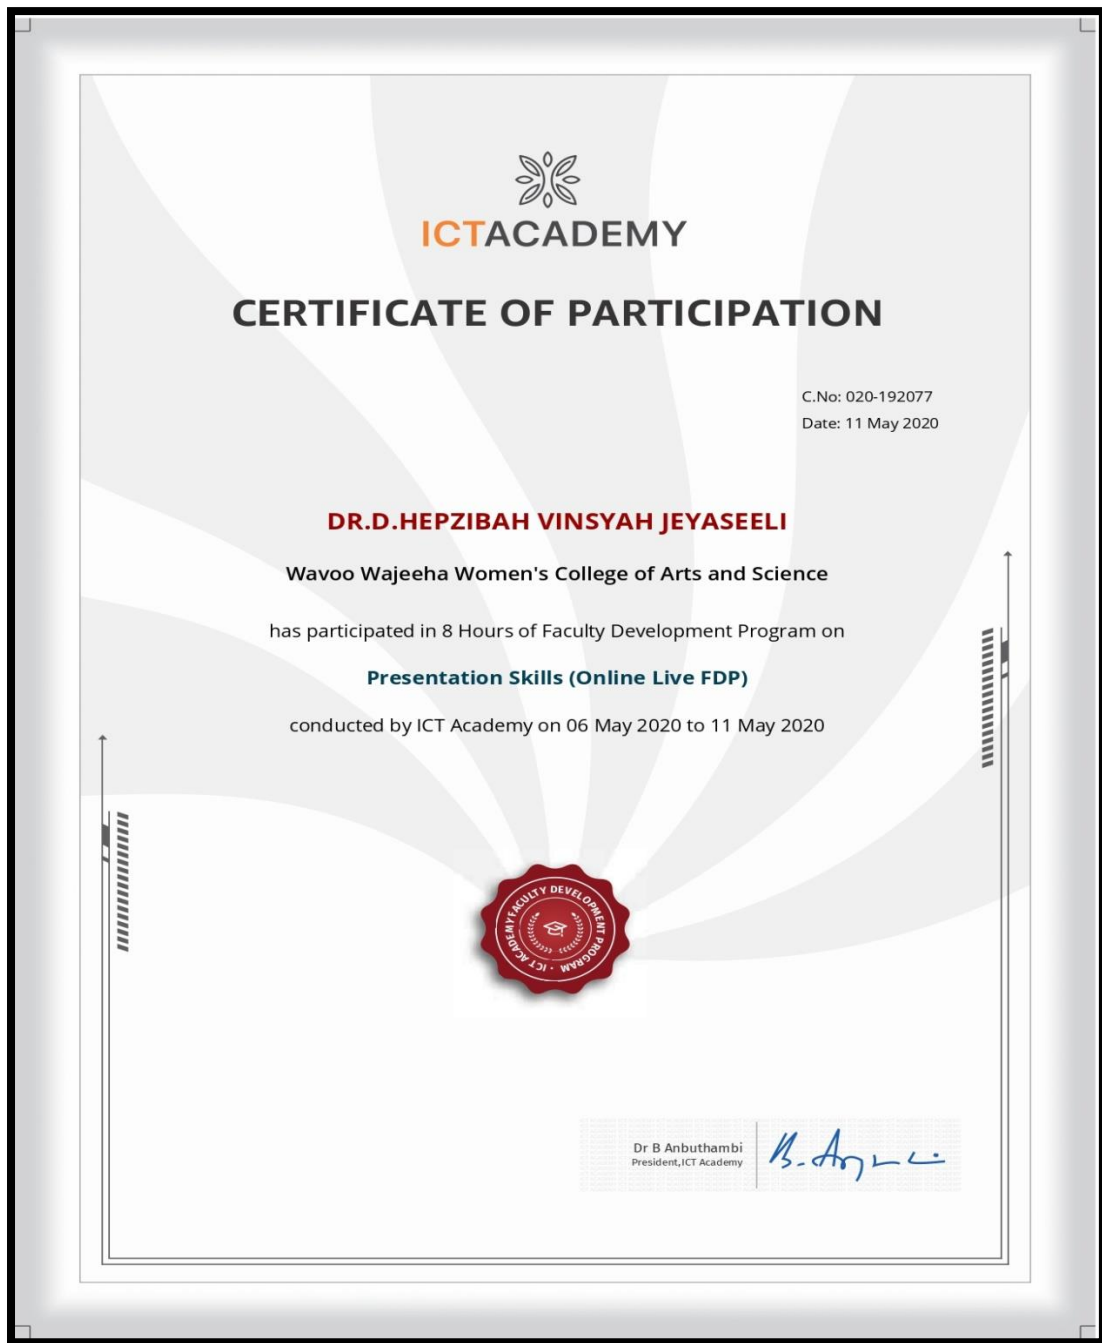 ICTACADEMY
CERTIFICATE OF PARTICIPATION
C.No: 020-192077
Date: 11 May 2020
DR.D.HEPZIBAH VINSYAH JEYASEELI
Wavoo Wajeeha Women's College of Arts and Science
has participated in 8 Hours of Faculty Development Program on
Presentation Skills (Online Live FDP)
conducted by ICT Academy on 06 May 2020 to 11 May 2020
FACULTY DEVELOPMENT PROGRAM · ICT ACADEMY
Dr B Anbuthambi
President,ICT Academy